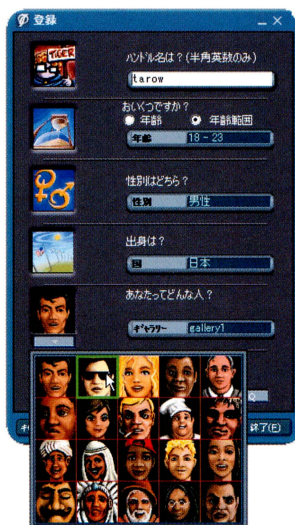 登録
TIGER
ハンドル名は？(半角英数のみ)
tarow
おいくつですか？
年齢
年齢範囲
年齢
18 ~ 23
性別はどちら？
性別
男性
出身は？
国
日本
あなたってどんな人？
ギャラリー
gallery1
終了(E)